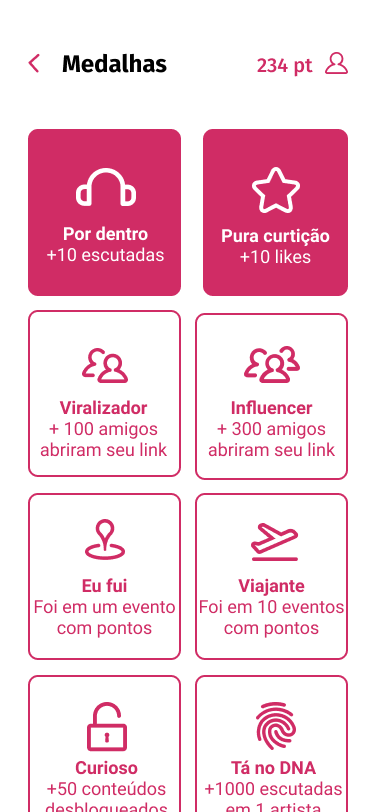 Medalhas
234 pt
Por dentro
+10 escutadas
Pura curtição
+10 likes
Viralizador
+ 100 amigos
abriram seu link
Influencer
+ 300 amigos
abriram seu link
Eu fui
Foi em um evento
com pontos
Viajante
Foi em 10 eventos
com pontos
Curioso
+50 conteúdos
desbloqueados
Tá no DNA
+1000 escutadas
em 1 artista